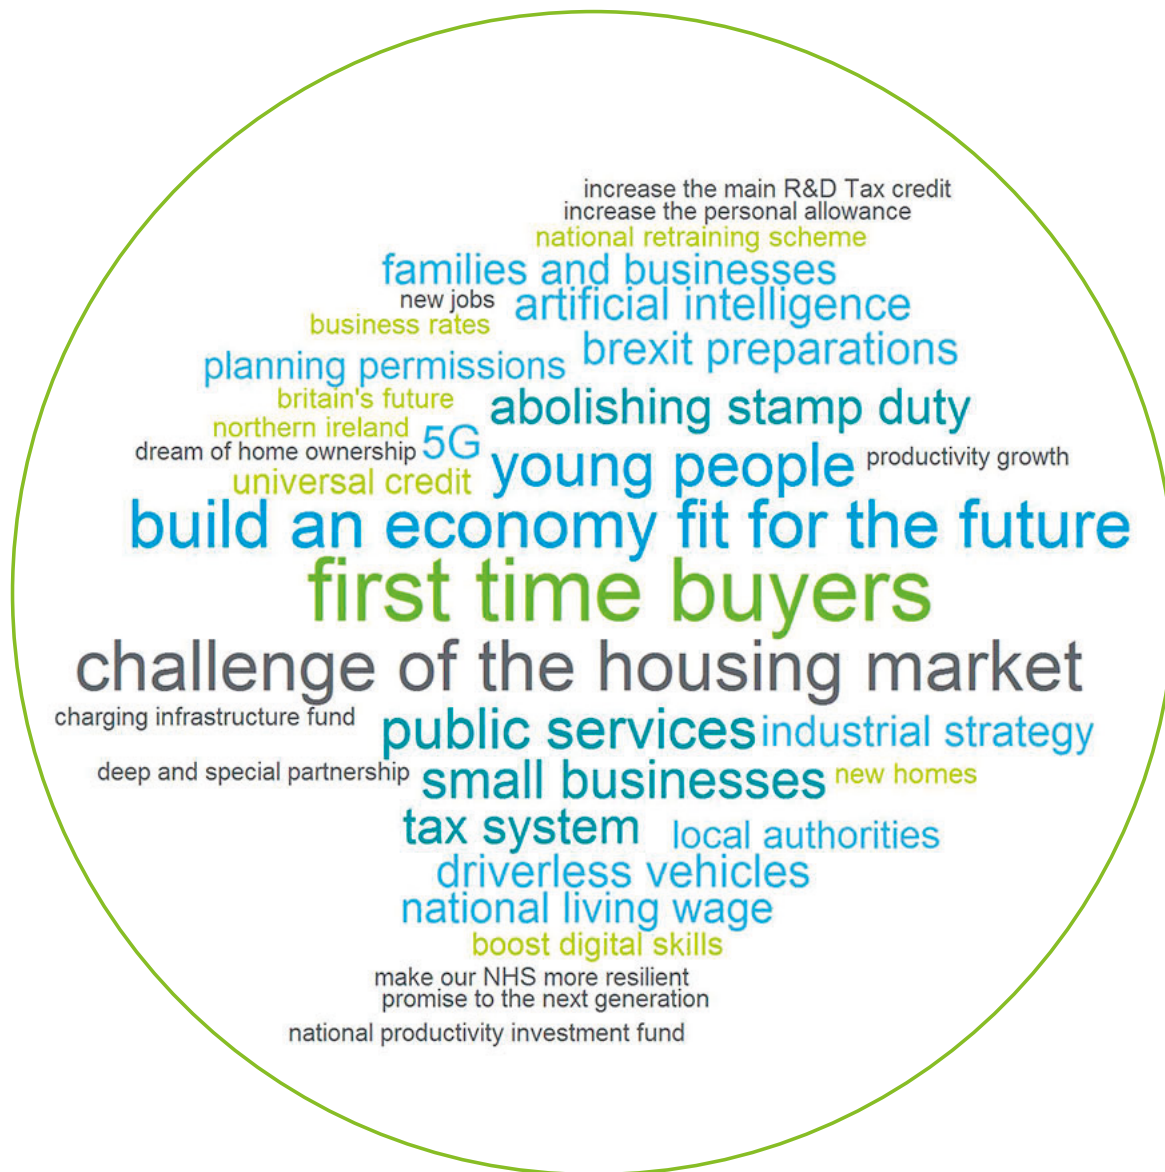 increase the main R&D Tax credit
increase the personal allowance
national retraining scheme
families and businesses
new jobs
artificial intelligence
business rates
brexit preparations
planning permissions
britain's future
abolishing stamp duty
northern ireland
dream of home ownership
5G
young people
productivity growth
universal credit
build an economy fit for the future
first time buyers
challenge of the housing market
charging infrastructure fund
public services
industrial strategy
deep and special partnership
small businesses
new homes
tax system
local authorities
driverless vehicles
national living wage
boost digital skills
make our NHS more resilient
promise to the next generation
national productivity investment fund